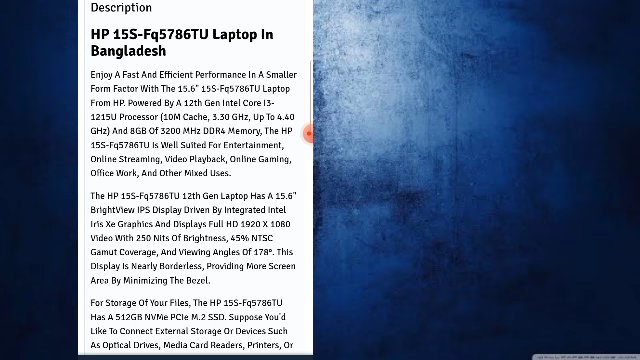 Description
HP 15S-Fq5786TU Laptop In
Bangladesh
Enjoy A Fast And Efficient Performance In A Smaller
Form Factor With The 15.6" 15S-Fq5786TU Laptop
From HP. Powered By A 12th Gen Intel Core I3-
1215U Processor (10M Cache, 3.30 GHz, Up To 4.40
GHz) And 8GB Of 3200 MHz DDR4 Memory, The HP
15S-Fq5786TU Is Well Suited For Entertainment,
Online Streaming, Video Playback, Online Gaming,
Office Work, And Other Mixed Uses.
The HP 15S-Fq5786TU 12th Gen Laptop Has A 15.6"
BrightView IPS Display Driven By Integrated Intel
Iris Xe Graphics And Displays Full HD 1920 X 1080
Video With 250 Nits Of Brightness, 45% NTSC
Gamut Coverage, And Viewing Angles Of 178°. This
Display Is Nearly Borderless, Providing More Screen
Area By Minimizing The Bezel.
For Storage Of Your Files, The HP 15S-Fq5786TU
Has A 512GB NVMe PCIe M.2 SSD. Suppose You'd
Like To Connect External Storage Or Devices Such
As Optical Drives, Media Card Readers, Printers, Or